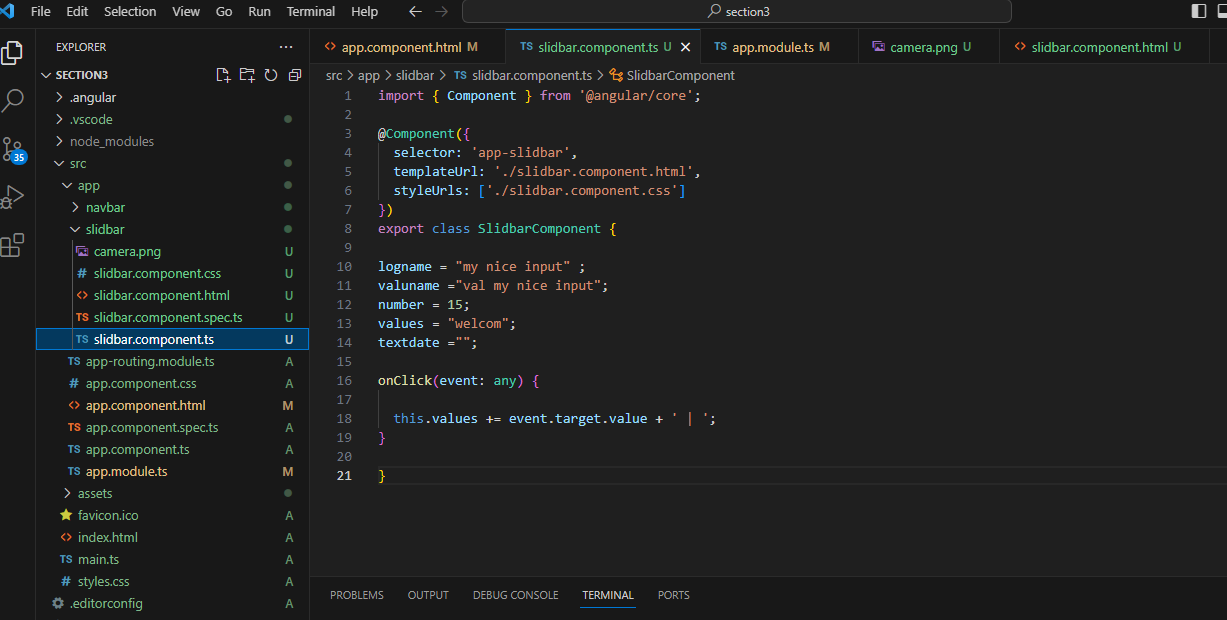 File Edit Selection View Go Run Terminal Help
section3
EXPLORER
SECTION3
.angular
.vscode
node_modules
src
app
navbar
slidbar
camera.png U
slidbar.component.css U
slidbar.component.html U
TS slidbar.component.spec.ts U
TS slidbar.component.ts U
TS app-routing.module.ts A
app.component.css A
app.component.html M
TS app.component.spec.ts A
TS app.component.ts A
TS app.module.ts M
assets
favicon.ico A
index.html A
TS main.ts A
styles.css A
.editorconfig A
35
app.component.html M TS slidbar.component.ts U TS app.module.ts M camera.png U slidbar.component.html U
src > app > slidbar > TS slidbar.component.ts > SlidbarComponent
1 import { Component } from '@angular/core';
2
3 @Component({
4 selector: 'app-slidbar',
5 templateUrl: './slidbar.component.html',
6 styleUrls: ['./slidbar.component.css']
7 })
8 export class SlidbarComponent {
9
10 logname = "my nice input" ;
11 valuname ="val my nice input";
12 number = 15;
13 values = "welcom";
14 textdate ="";
15
16 onClick(event: any) {
17
18 this.values += event.target.value + ' | ';
19 }
20
21 }
PROBLEMS OUTPUT DEBUG CONSOLE TERMINAL PORTS